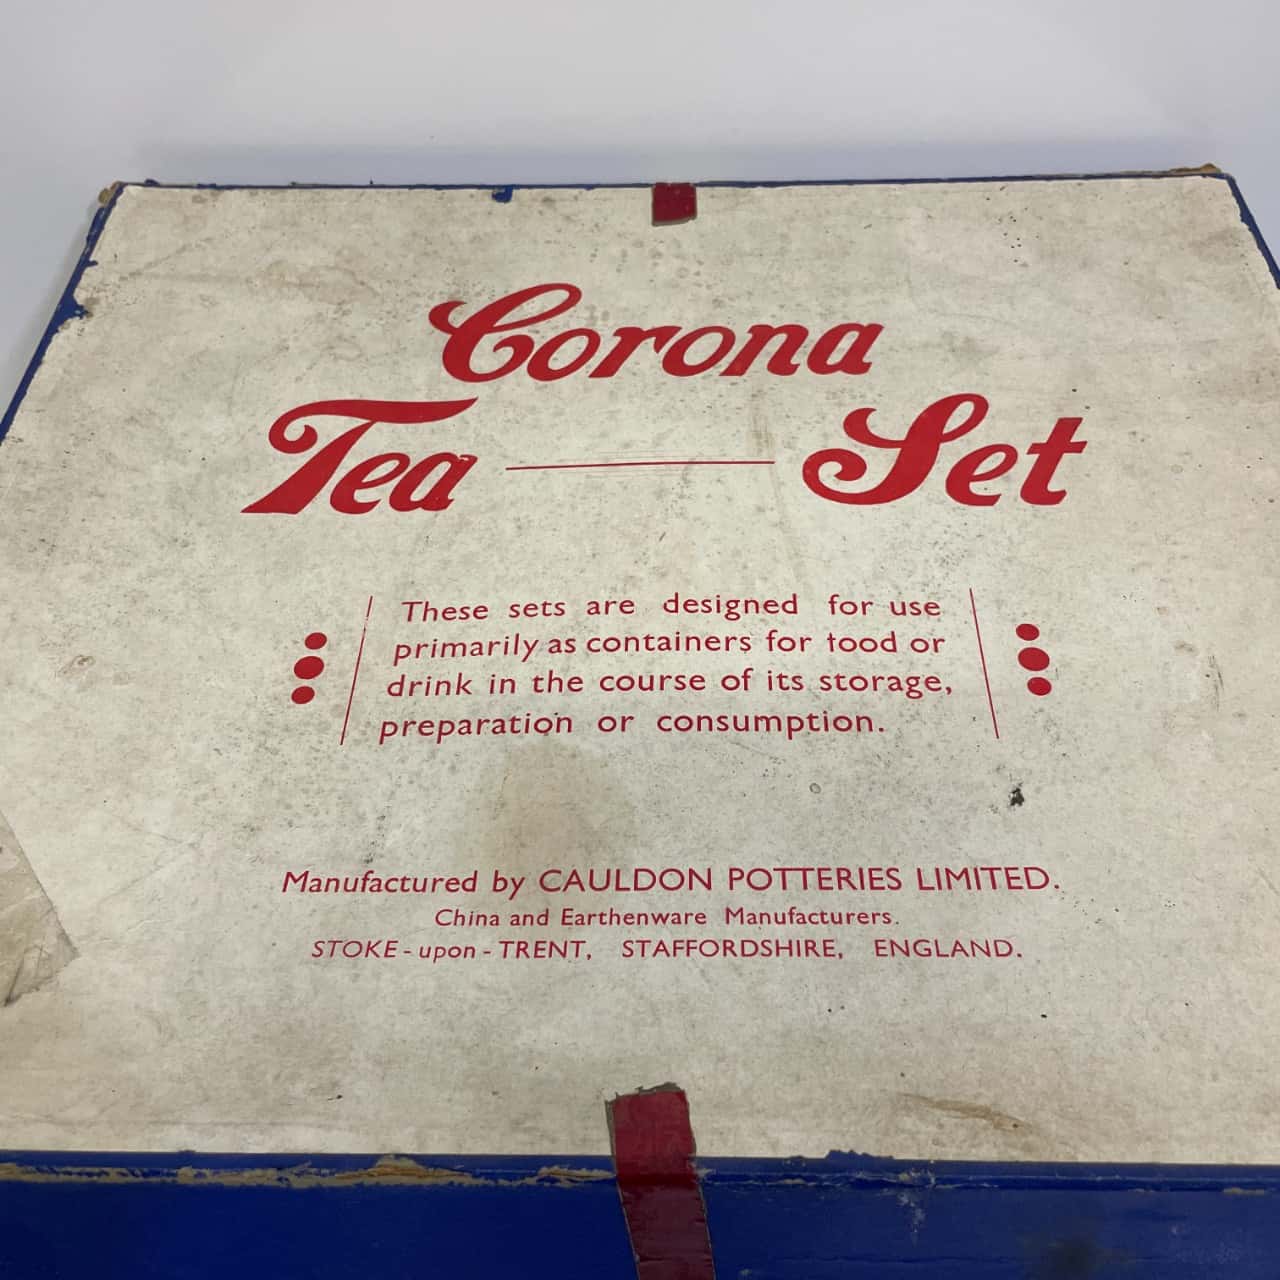 Corona
Tea Set
These sets are designed for use
primarily as containers for food or
drink in the course of its storage,
preparation or consumption.
Manufactured by CAULDON POTTERIES LIMITED.
China and Earthenware Manufacturers.
STOKE - upon - TRENT, STAFFORDSHIRE, ENGLAND.